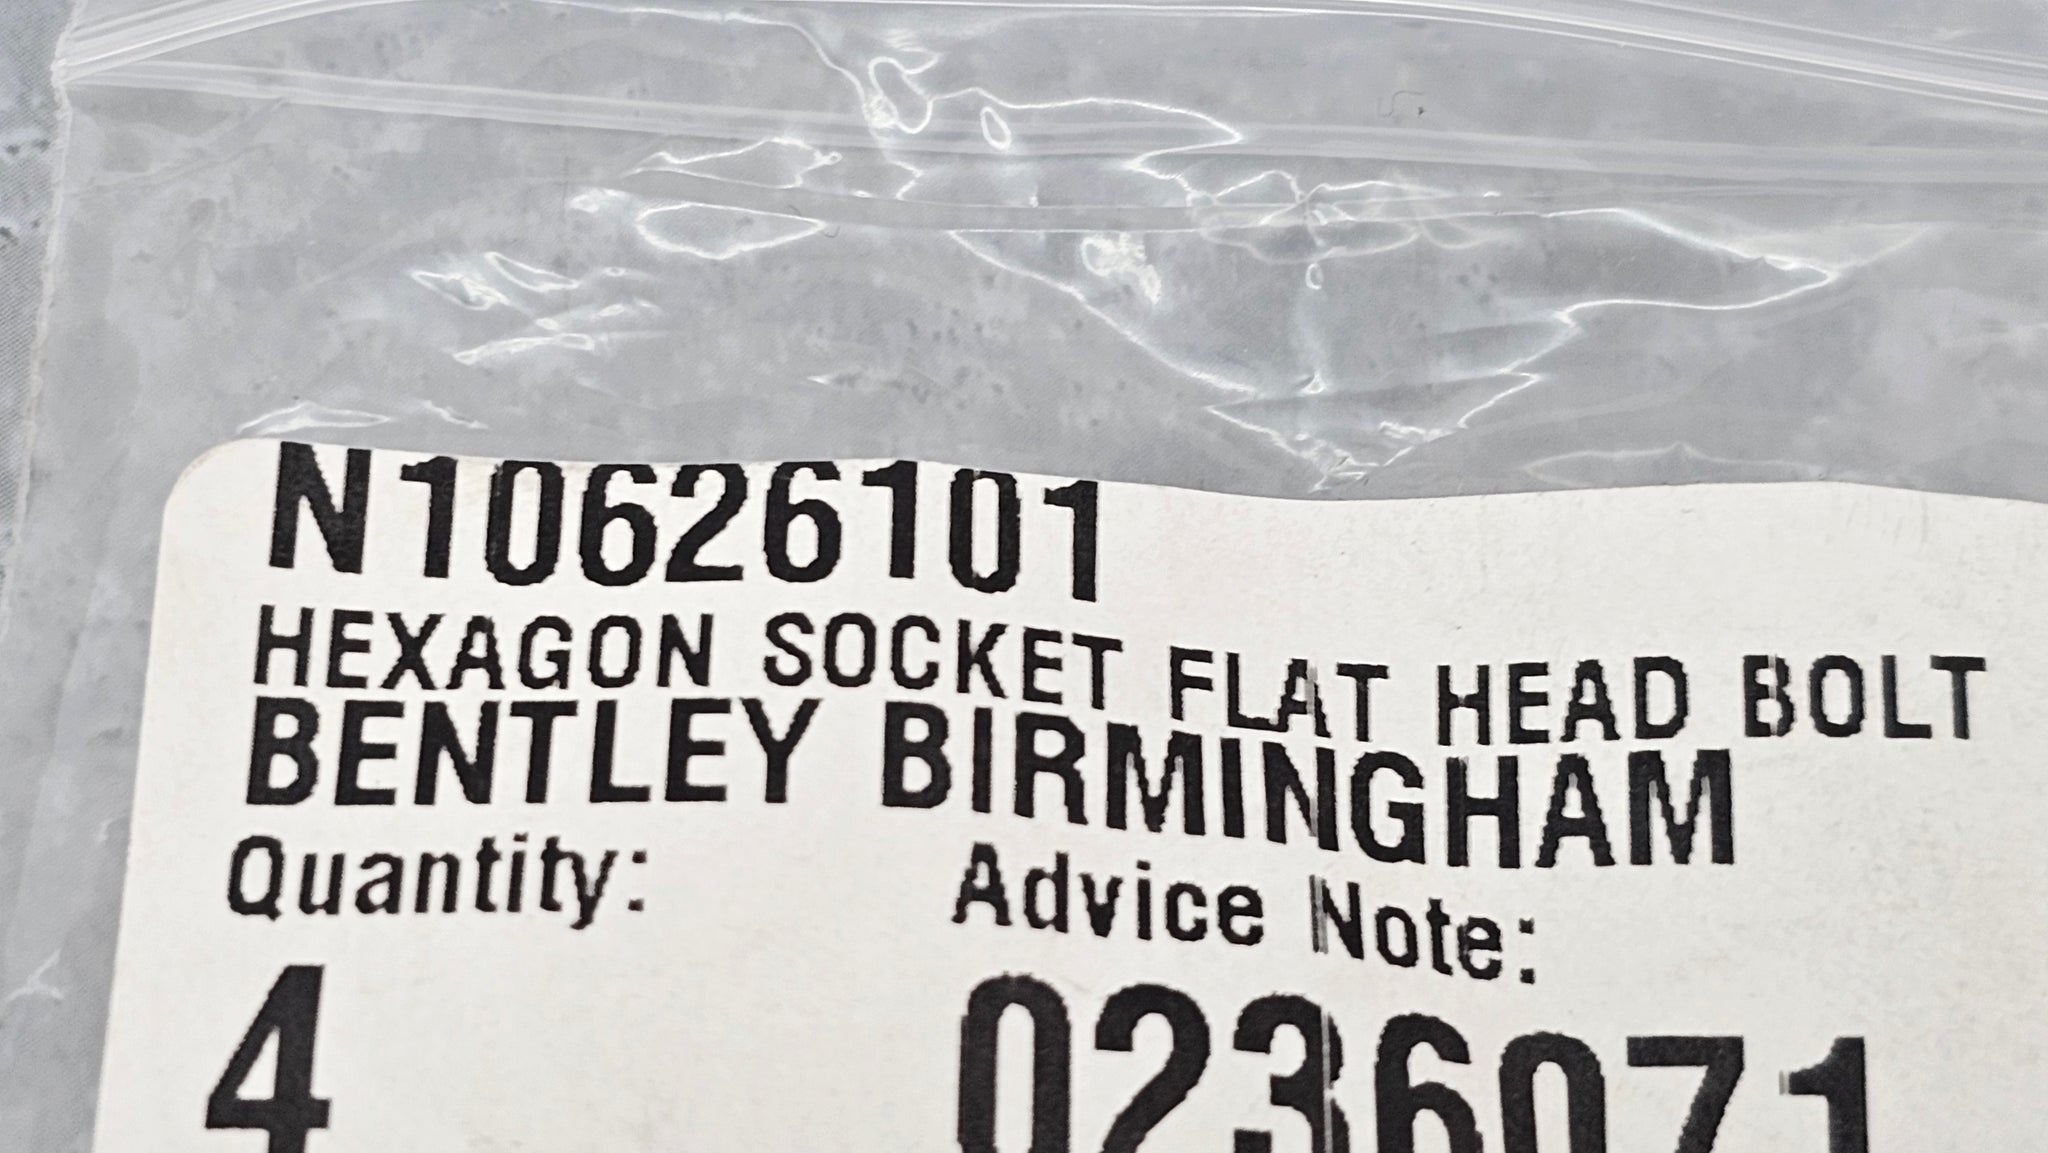 N10626101
HEXAGON SOCKET FLAT HEAD BOLT
BENTLEY BIRMINGHAM
Quantity: Advice Note:
4 0236071